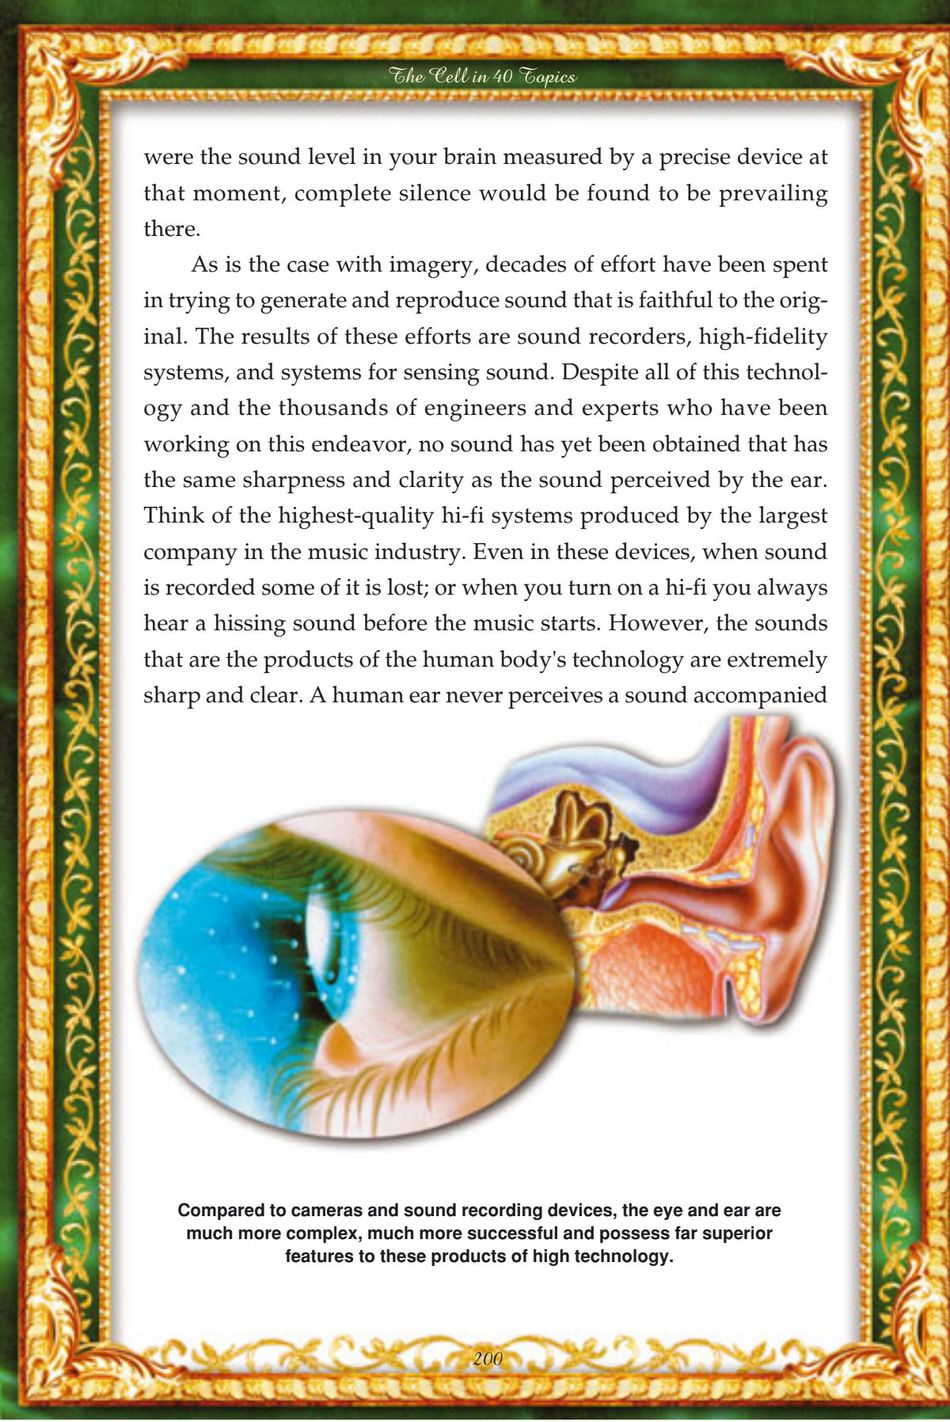 The Cell in 40 Topics
were the sound level in your brain measured by a precise device at
that moment, complete silence would be found to be prevailing
there.
As is the case with imagery, decades of effort have been spent
in trying to generate and reproduce sound that is faithful to the orig-
inal. The results of these efforts are sound recorders, high-fidelity
systems, and systems for sensing sound. Despite all of this technol-
ogy and the thousands of engineers and experts who have been
working on this endeavor, no sound has yet been obtained that has
the same sharpness and clarity as the sound perceived by the ear.
Think of the highest-quality hi-fi systems produced by the largest
company in the music industry. Even in these devices, when sound
is recorded some of it is lost; or when you turn on a hi-fi you always
hear a hissing sound before the music starts. However, the sounds
that are the products of the human body's technology are extremely
sharp and clear. A human ear never perceives a sound accompanied
Compared to cameras and sound recording devices, the eye and ear are
much more complex, much more successful and possess far superior
features to these products of high technology.
200